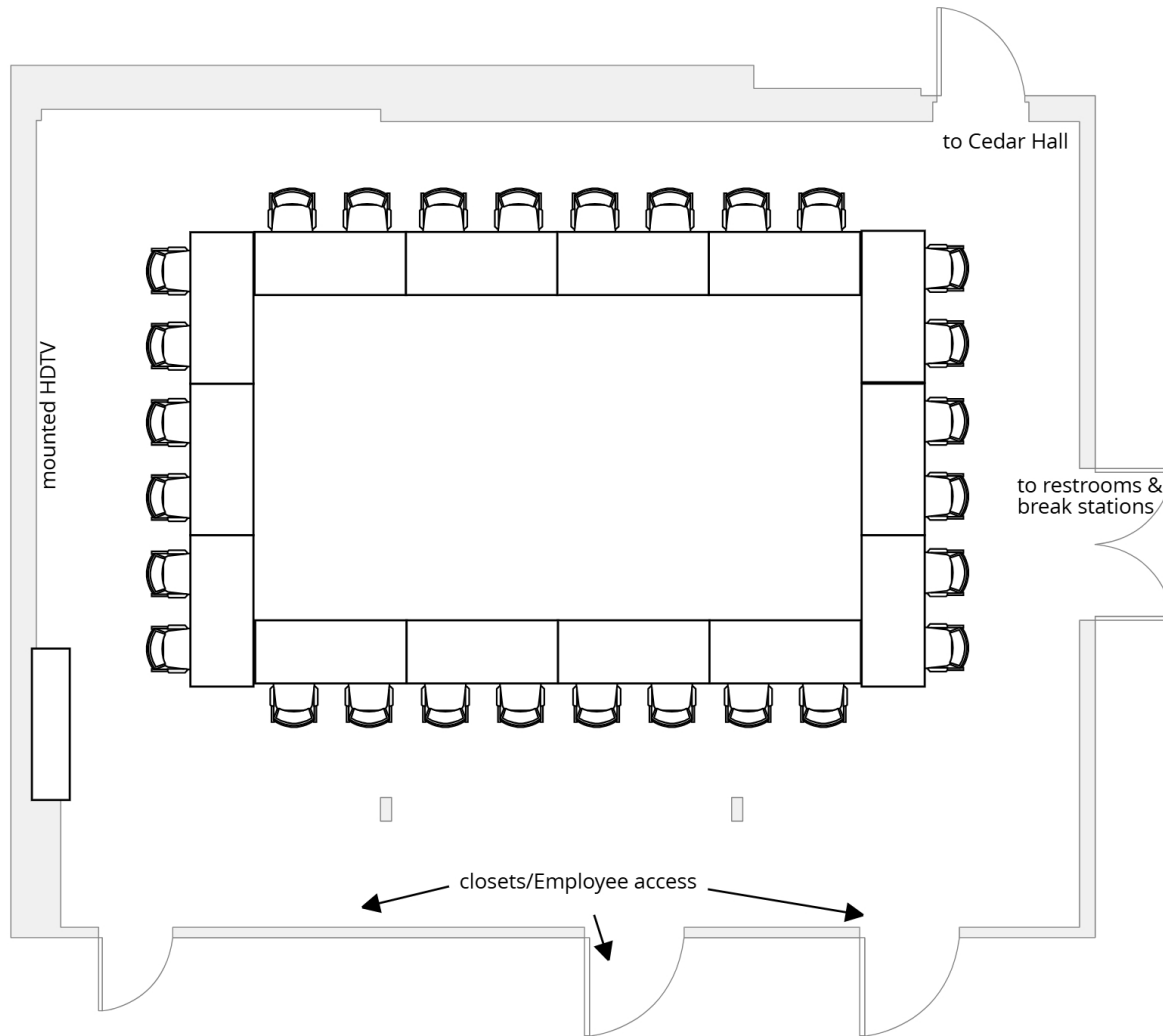 to Cedar Hall
mounted HDTV
to restrooms &
break stations
closets/Employee access